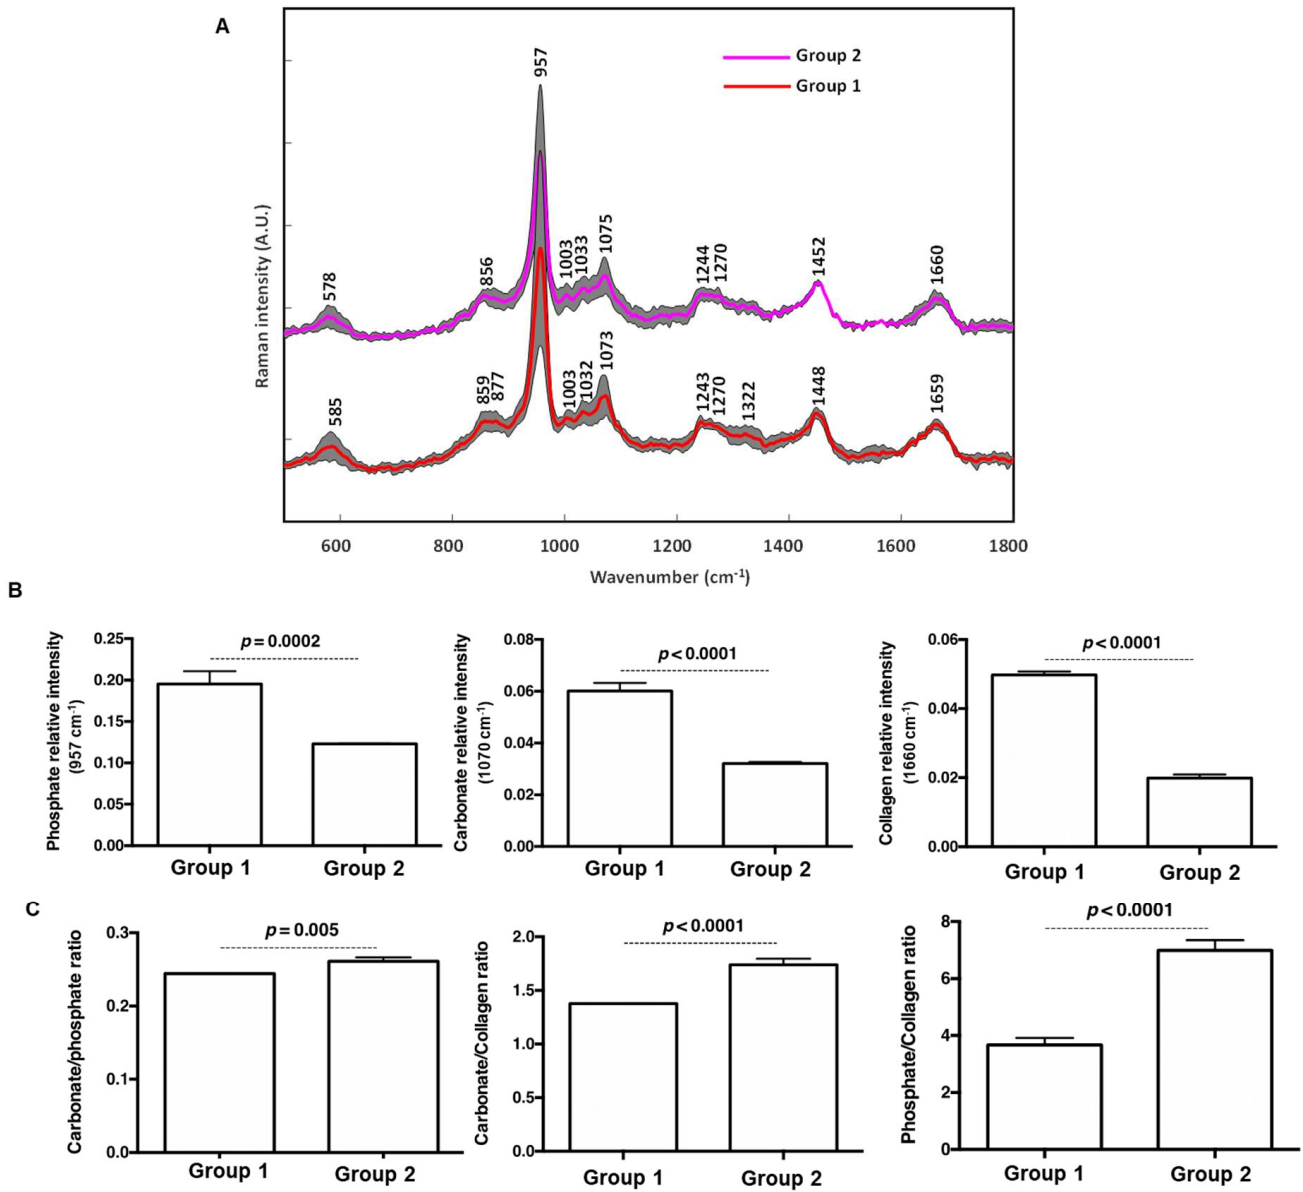 A
Group 2
Group 1
957
578
856
1003
1033
1075
1244
1270
1452
1660
585
859
877
1003
1032
1073
1243
1270
1322
1448
1659
Raman intensity (A.U.)
600 800 1000 1200 1400 1600 1800
Wavenumber (cm-1)
B
Phosphate relative intensity
(957 cm-1)
0.25
0.20
0.15
0.10
0.05
0.00
p = 0.0002
Group 1 Group 2
Carbonate relative intensity
(1070 cm-1)
0.08
0.06
0.04
0.02
0.00
p < 0.0001
Group 1 Group 2
Collagen relative intensity
(1660 cm-1)
0.06
0.04
0.02
0.00
p < 0.0001
Group 1 Group 2
C
Carbonate/phosphate ratio
0.3
0.2
0.1
0.0
p = 0.005
Group 1 Group 2
Carbonate/Collagen ratio
2.0
1.5
1.0
0.5
0.0
p < 0.0001
Group 1 Group 2
Phosphate/Collagen ratio
8
6
4
2
0
p < 0.0001
Group 1 Group 2